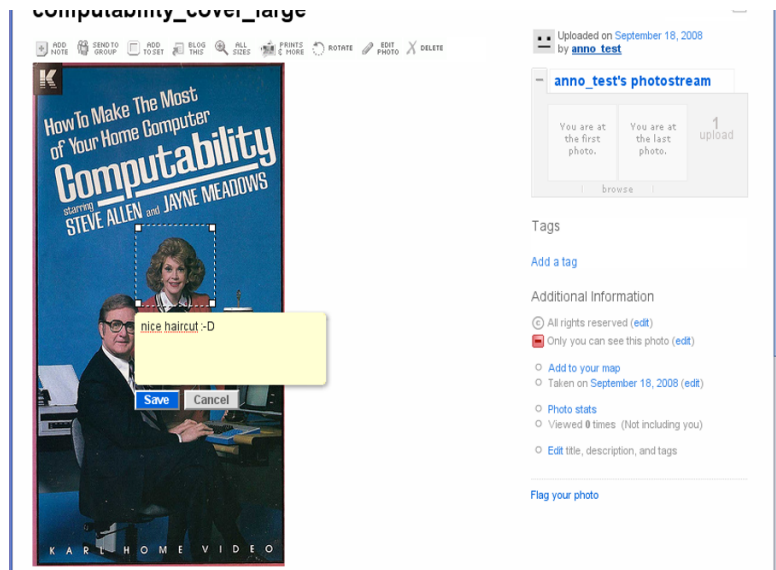 computability_cover_large
ADD NOTE
SEND TO GROUP
ADD TO SET
BLOG THIS
ALL SIZES
PRINTS & MORE
ROTATE
EDIT PHOTO
DELETE
K
How To Make The Most
of Your Home Computer
Computability
starring
STEVE ALLEN and JAYNE MEADOWS
nice haircut :-D
Save Cancel
KARL HOME VIDEO
Uploaded on September 18, 2008
by anno_test
anno_test's photostream
You are at
the first
photo.
You are at
the last
photo.
1
upload
browse
Tags
Add a tag
Additional Information
All rights reserved (edit)
Only you can see this photo (edit)
Add to your map
Taken on September 18, 2008 (edit)
Photo stats
Viewed 0 times (Not including you)
Edit title, description, and tags
Flag your photo